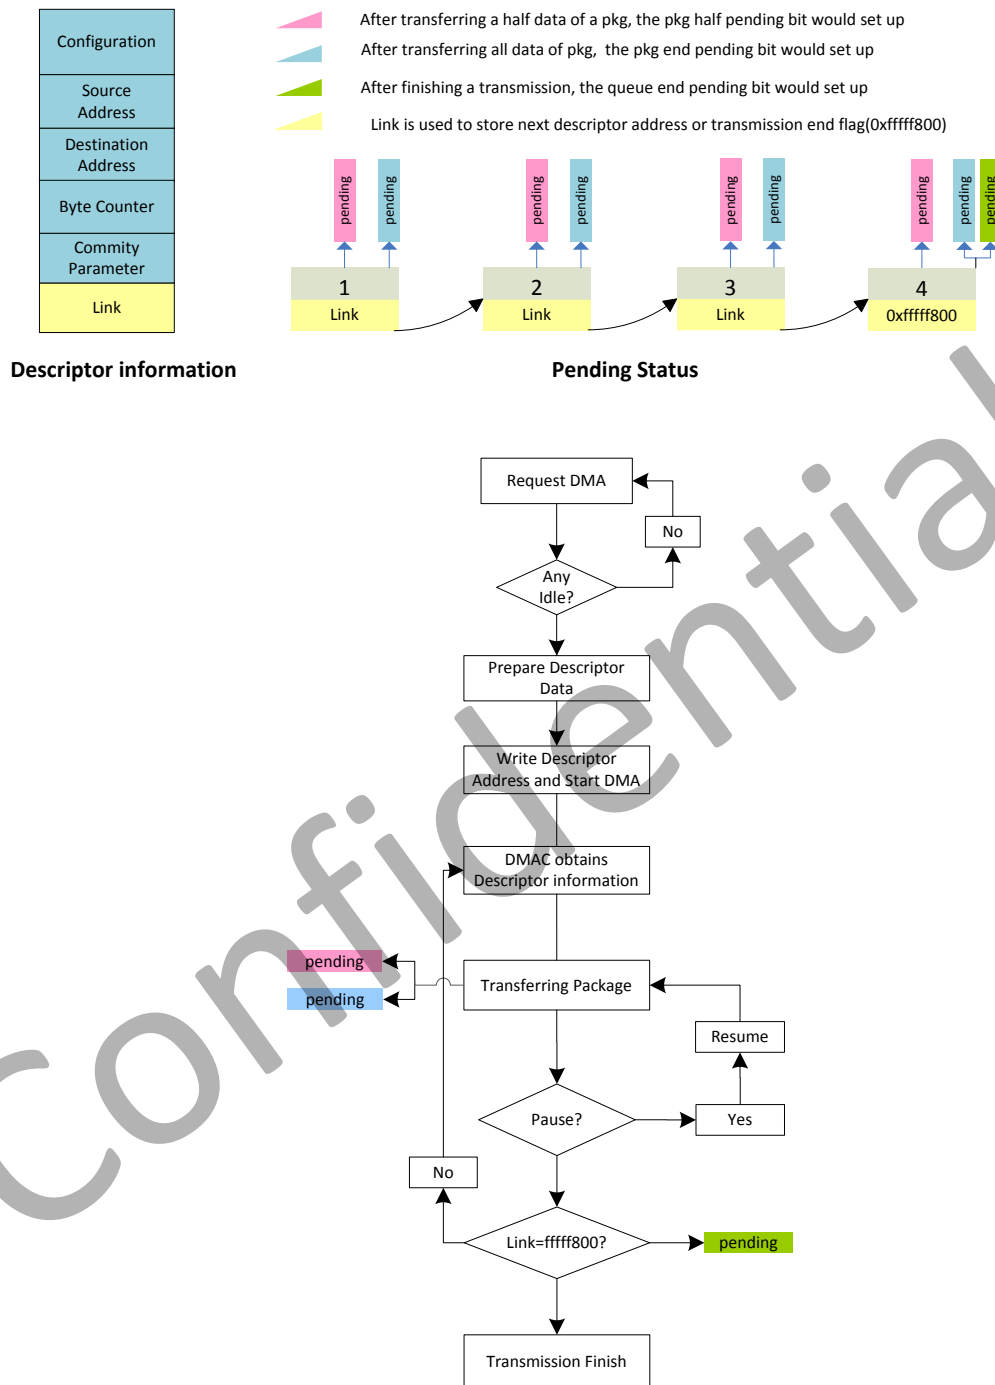 Configuration
Source
Address
Destination
Address
Byte Counter
Commity
Parameter
Link
Descriptor information
After transferring a half data of a pkg, the pkg half pending bit would set up
After transferring all data of pkg, the pkg end pending bit would set up
After finishing a transmission, the queue end pending bit would set up
Link is used to store next descriptor address or transmission end flag(0xfffff800)
pending
pending
pending
pending
pending
pending
pending
pending
pending
1
2
3
4
Link
Link
Link
0xfffff800
Pending Status
Request DMA
No
Any
Idle?
Prepare Descriptor
Data
Write Descriptor
Address and Start DMA
DMAC obtains
Descriptor information
pending
pending
Transferring Package
Resume
Pause?
Yes
No
Link=fffff800?
pending
Transmission Finish
Confidential